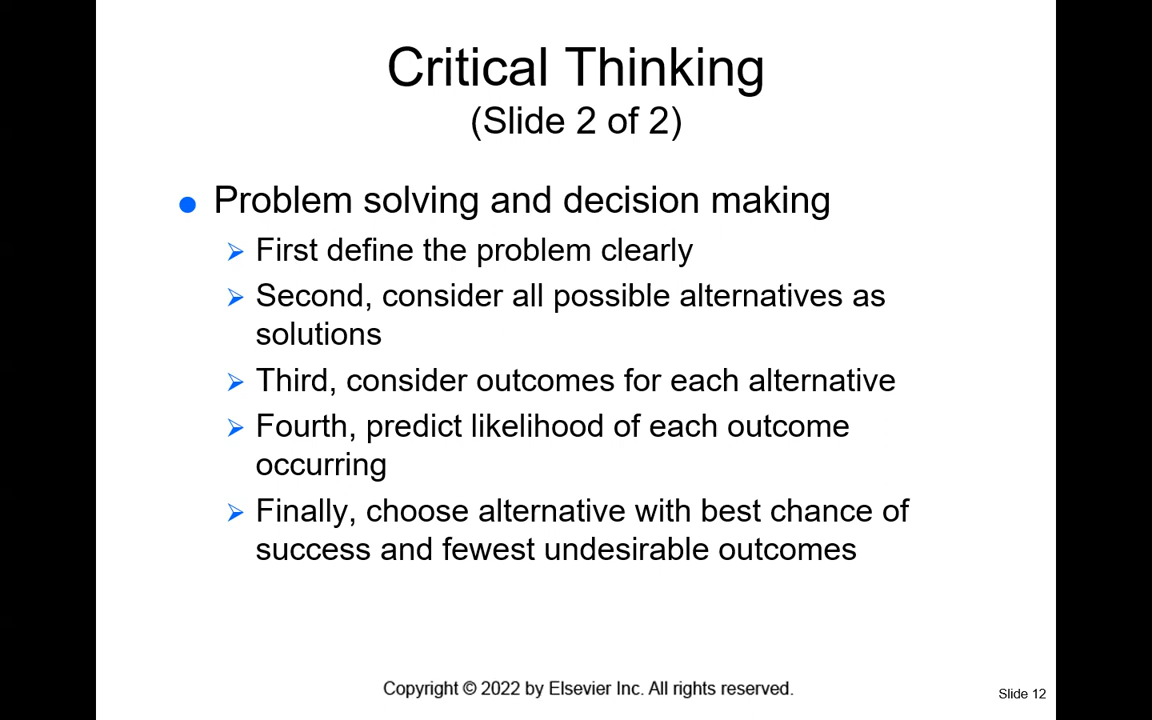 Critical Thinking
(Slide 2 of 2)
Problem solving and decision making
First define the problem clearly
Second, consider all possible alternatives as
solutions
Third, consider outcomes for each alternative
Fourth, predict likelihood of each outcome
occurring
Finally, choose alternative with best chance of
success and fewest undesirable outcomes
Copyright © 2022 by Elsevier Inc. All rights reserved.
Slide 12